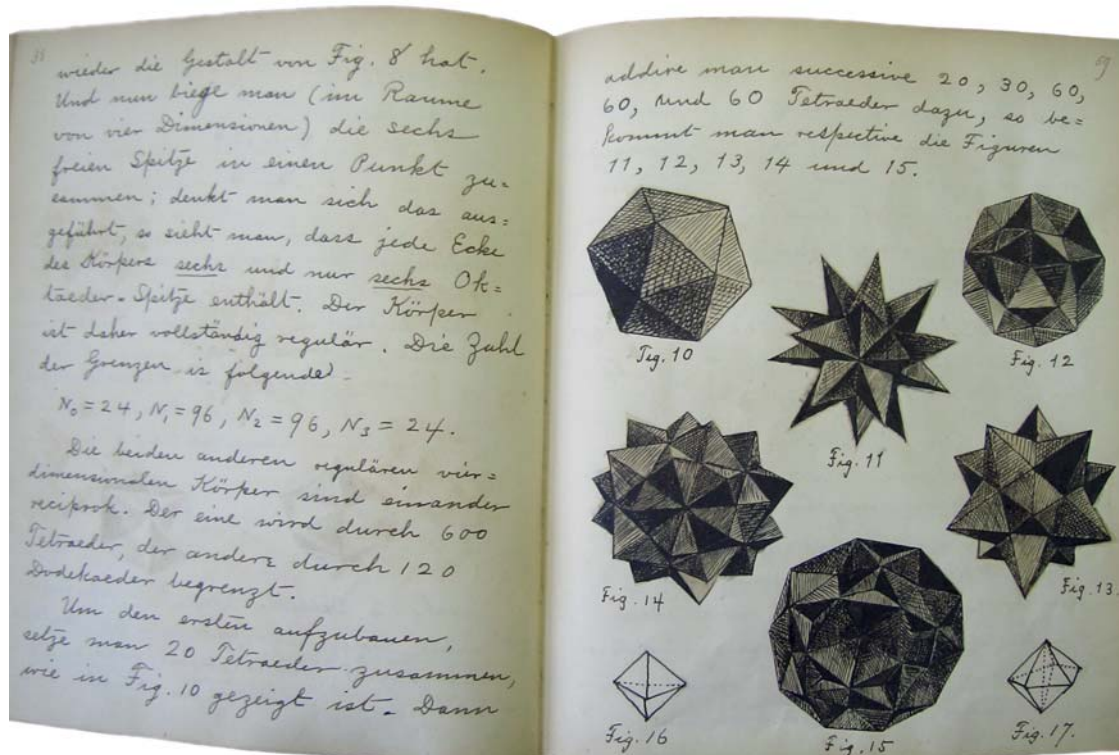 wieder die Gestalt von Fig. 8 hat.
Und nun biege man (im Raume
von vier Dimensionen) die sechs
freien Spitze in einen Punkt zu=
sammen; denkt man sich das aus=
geführt, so sieht man, dass jede Ecke
des Körpers sechs und nur sechs Ok=
taeder-Spitze enthält. Der Körper
ist daher vollständig regulär. Die Zahl
der Grenzen is folgende
N₀ = 24, N₁ = 96, N₂ = 96, N₃ = 24.
Die beiden anderen regulären vier-
dimensionalen Körper sind einander
reciprok. Der eine wird durch 600
Tetraeder, der andere durch 120
Dodekaeder begrenzt.
Um den ersten aufzubauen,
setze man 20 Tetraeder zusammen,
wie in Fig. 10 gezeigt ist. Dann
59
addire man successive 20, 30, 60,
60, und 60 Tetraeder dazu, so be=
kommt man respective die Figuren
11, 12, 13, 14 und 15.
Fig. 10
Fig. 11
Fig. 12
Fig. 14
Fig. 13
Fig. 16
Fig. 15
Fig. 17.